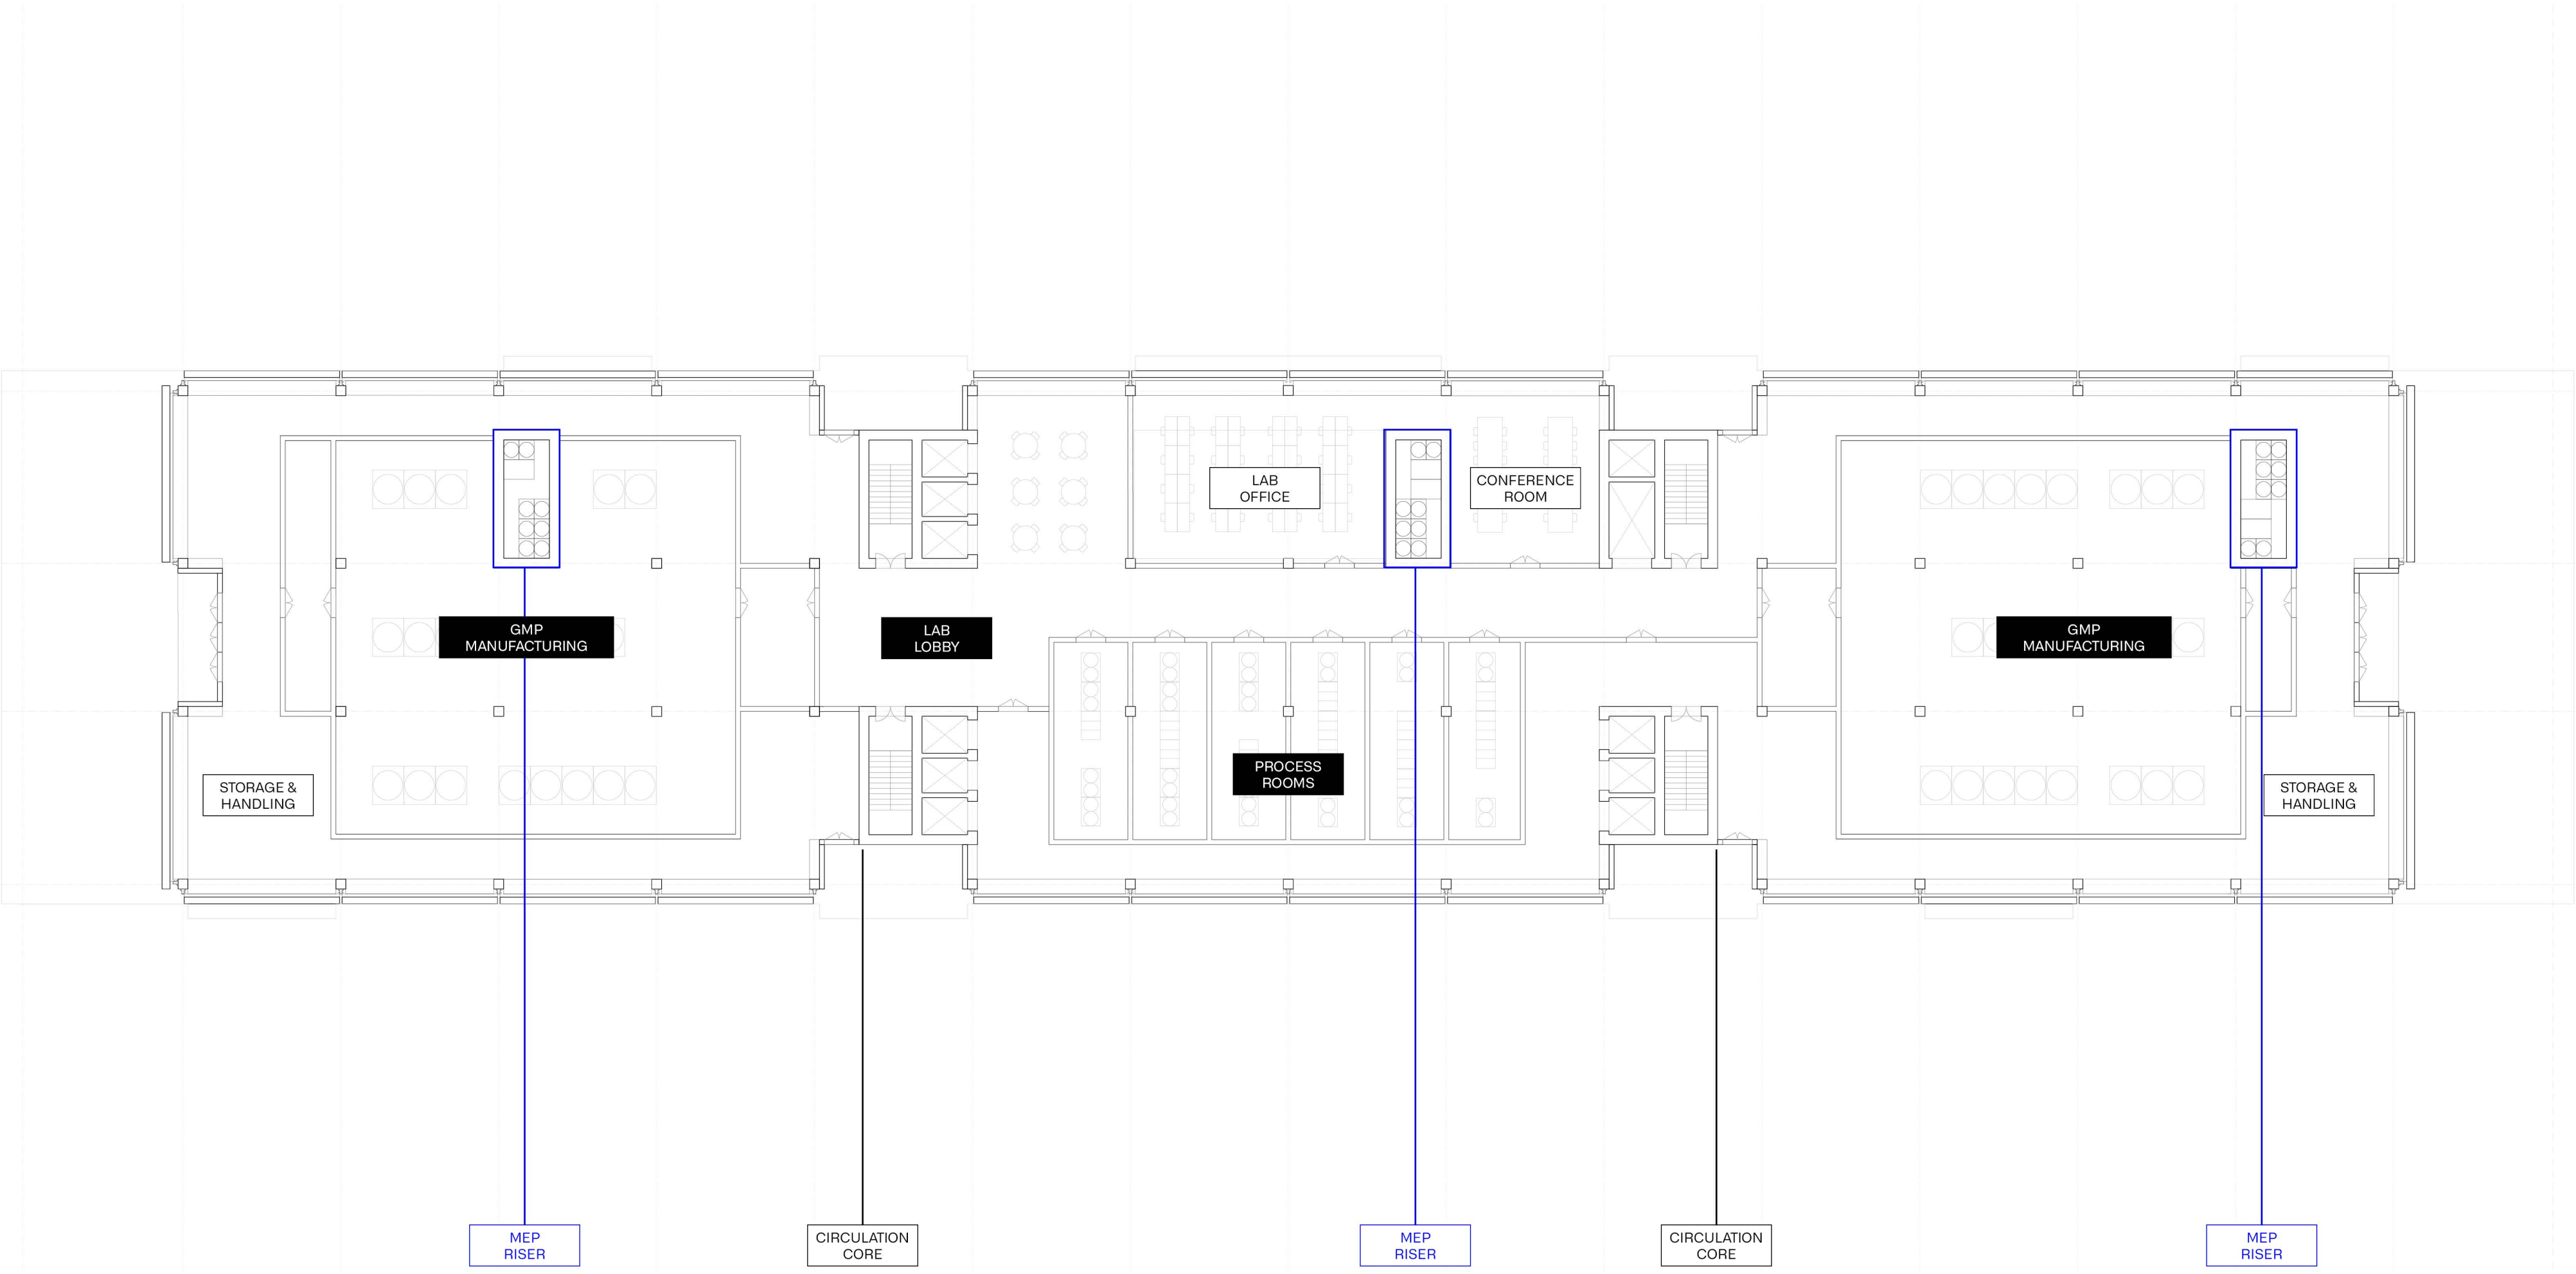 LAB
OFFICE
CONFERENCE
ROOM
GMP
MANUFACTURING
LAB
LOBBY
GMP
MANUFACTURING
PROCESS
ROOMS
STORAGE &
HANDLING
STORAGE &
HANDLING
MEP
RISER
CIRCULATION
CORE
MEP
RISER
CIRCULATION
CORE
MEP
RISER